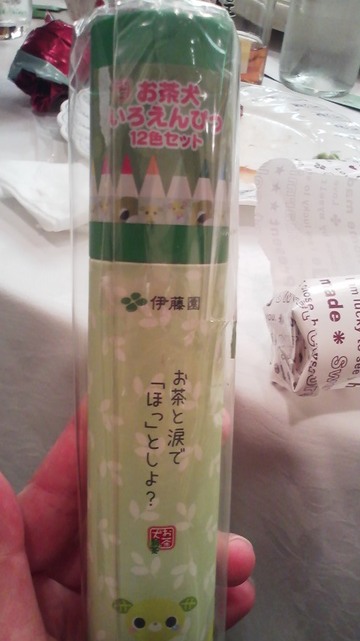 お茶犬
いろえんぴつ
12色セット
伊藤園
お茶と涙で
「ほっ」としよ?
made *